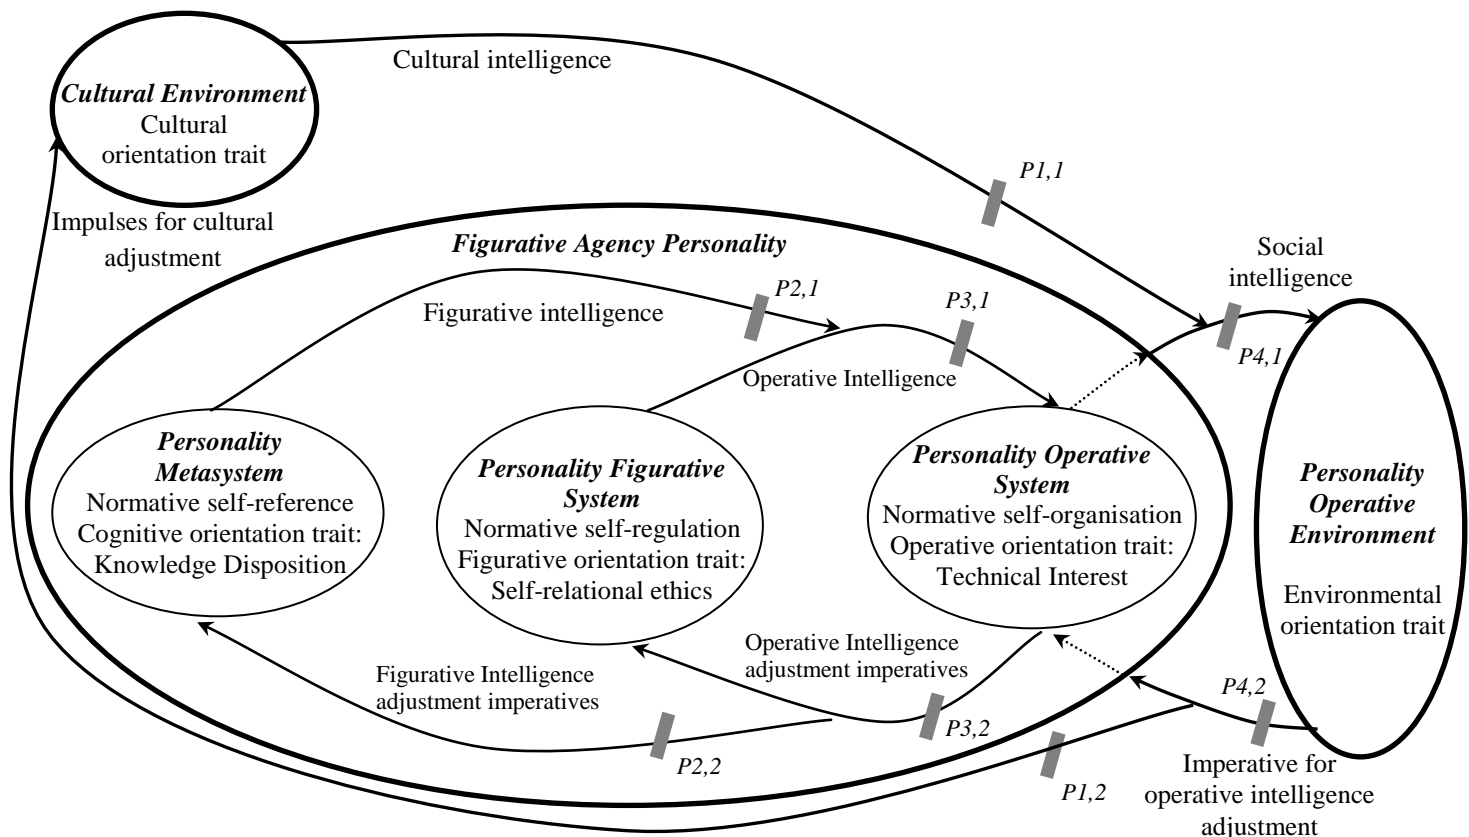 Cultural intelligence
Cultural Environment
Cultural
orientation trait
P1,1
Impulses for cultural
adjustment
Figurative Agency Personality
Social
intelligence
P2,1
P3,1
Figurative intelligence
P4,1
Operative Intelligence
Personality
Metasystem
Normative self-reference
Cognitive orientation trait:
Knowledge Disposition
Personality Figurative
System
Normative self-regulation
Figurative orientation trait:
Self-relational ethics
Personality Operative
System
Normative self-organisation
Operative orientation trait:
Technical Interest
Personality
Operative
Environment
Environmental
orientation trait
Operative Intelligence
adjustment imperatives
Figurative Intelligence
adjustment imperatives
P4,2
P3,2
P2,2
P1,2
Imperative for
operative intelligence
adjustment